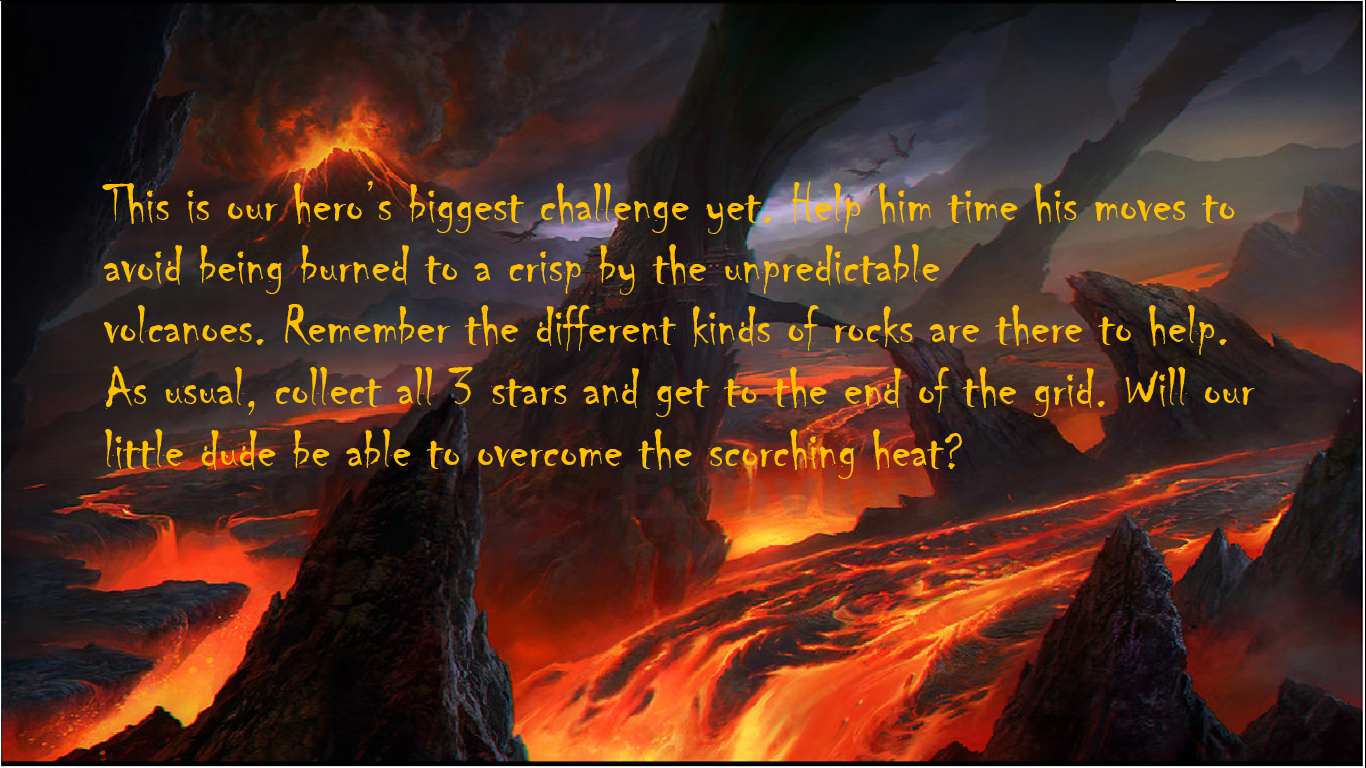 This is our hero's biggest challenge yet. Help him time his moves to
avoid being burned to a crisp by the unpredictable
volcanoes. Remember the different kinds of rocks are there to help.
As usual, collect all 3 stars and get to the end of the grid. Will our
little dude be able to overcome the scorching heat?